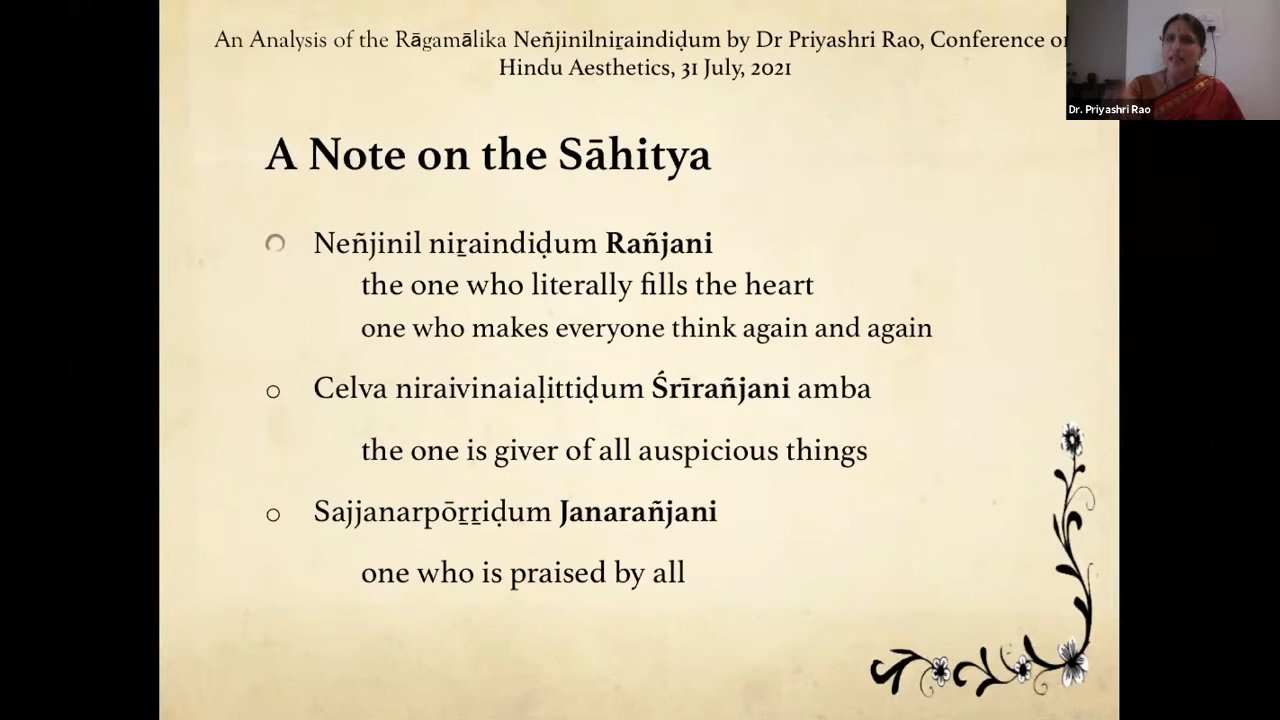 An Analysis of the Rāgamālika Neñjinilniṟaindiḍum by Dr Priyashri Rao, Conference on
Hindu Aesthetics, 31 July, 2021
Dr. Priyashri Rao
A Note on the Sāhitya
Neñjinil niṟaindiḍum Rañjani
the one who literally fills the heart
one who makes everyone think again and again
Celva niraivinaiaḷittiḍum Śrīrañjani amba
the one is giver of all auspicious things
Sajjanarpōṟṟiḍum Janarañjani
one who is praised by all